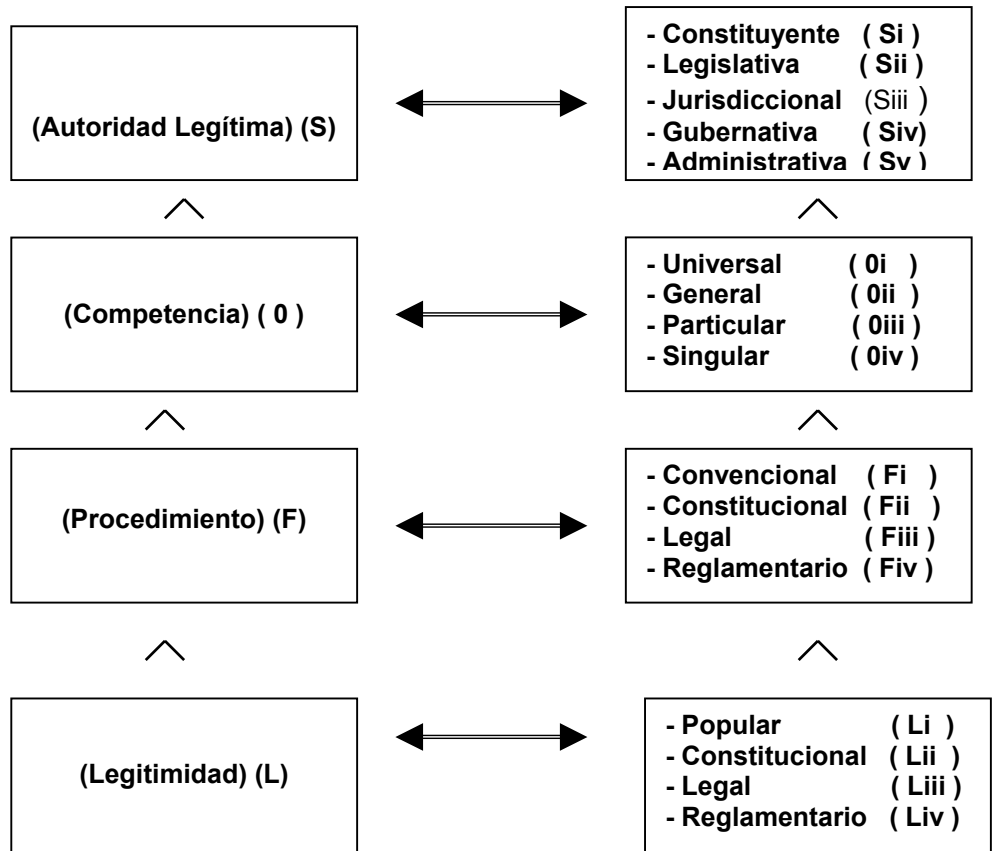 (Autoridad Legítima) (S)
- Constituyente ( Si )
- Legislativa ( Sii )
- Jurisdiccional (Siii )
- Gubernativa ( Siv)
- Administrativa ( Sv )
(Competencia) ( 0 )
- Universal ( 0i )
- General ( 0ii )
- Particular ( 0iii )
- Singular ( 0iv )
(Procedimiento) (F)
- Convencional ( Fi )
- Constitucional ( Fii )
- Legal ( Fiii )
- Reglamentario ( Fiv )
(Legitimidad) (L)
- Popular ( Li )
- Constitucional ( Lii )
- Legal ( Liii )
- Reglamentario ( Liv )